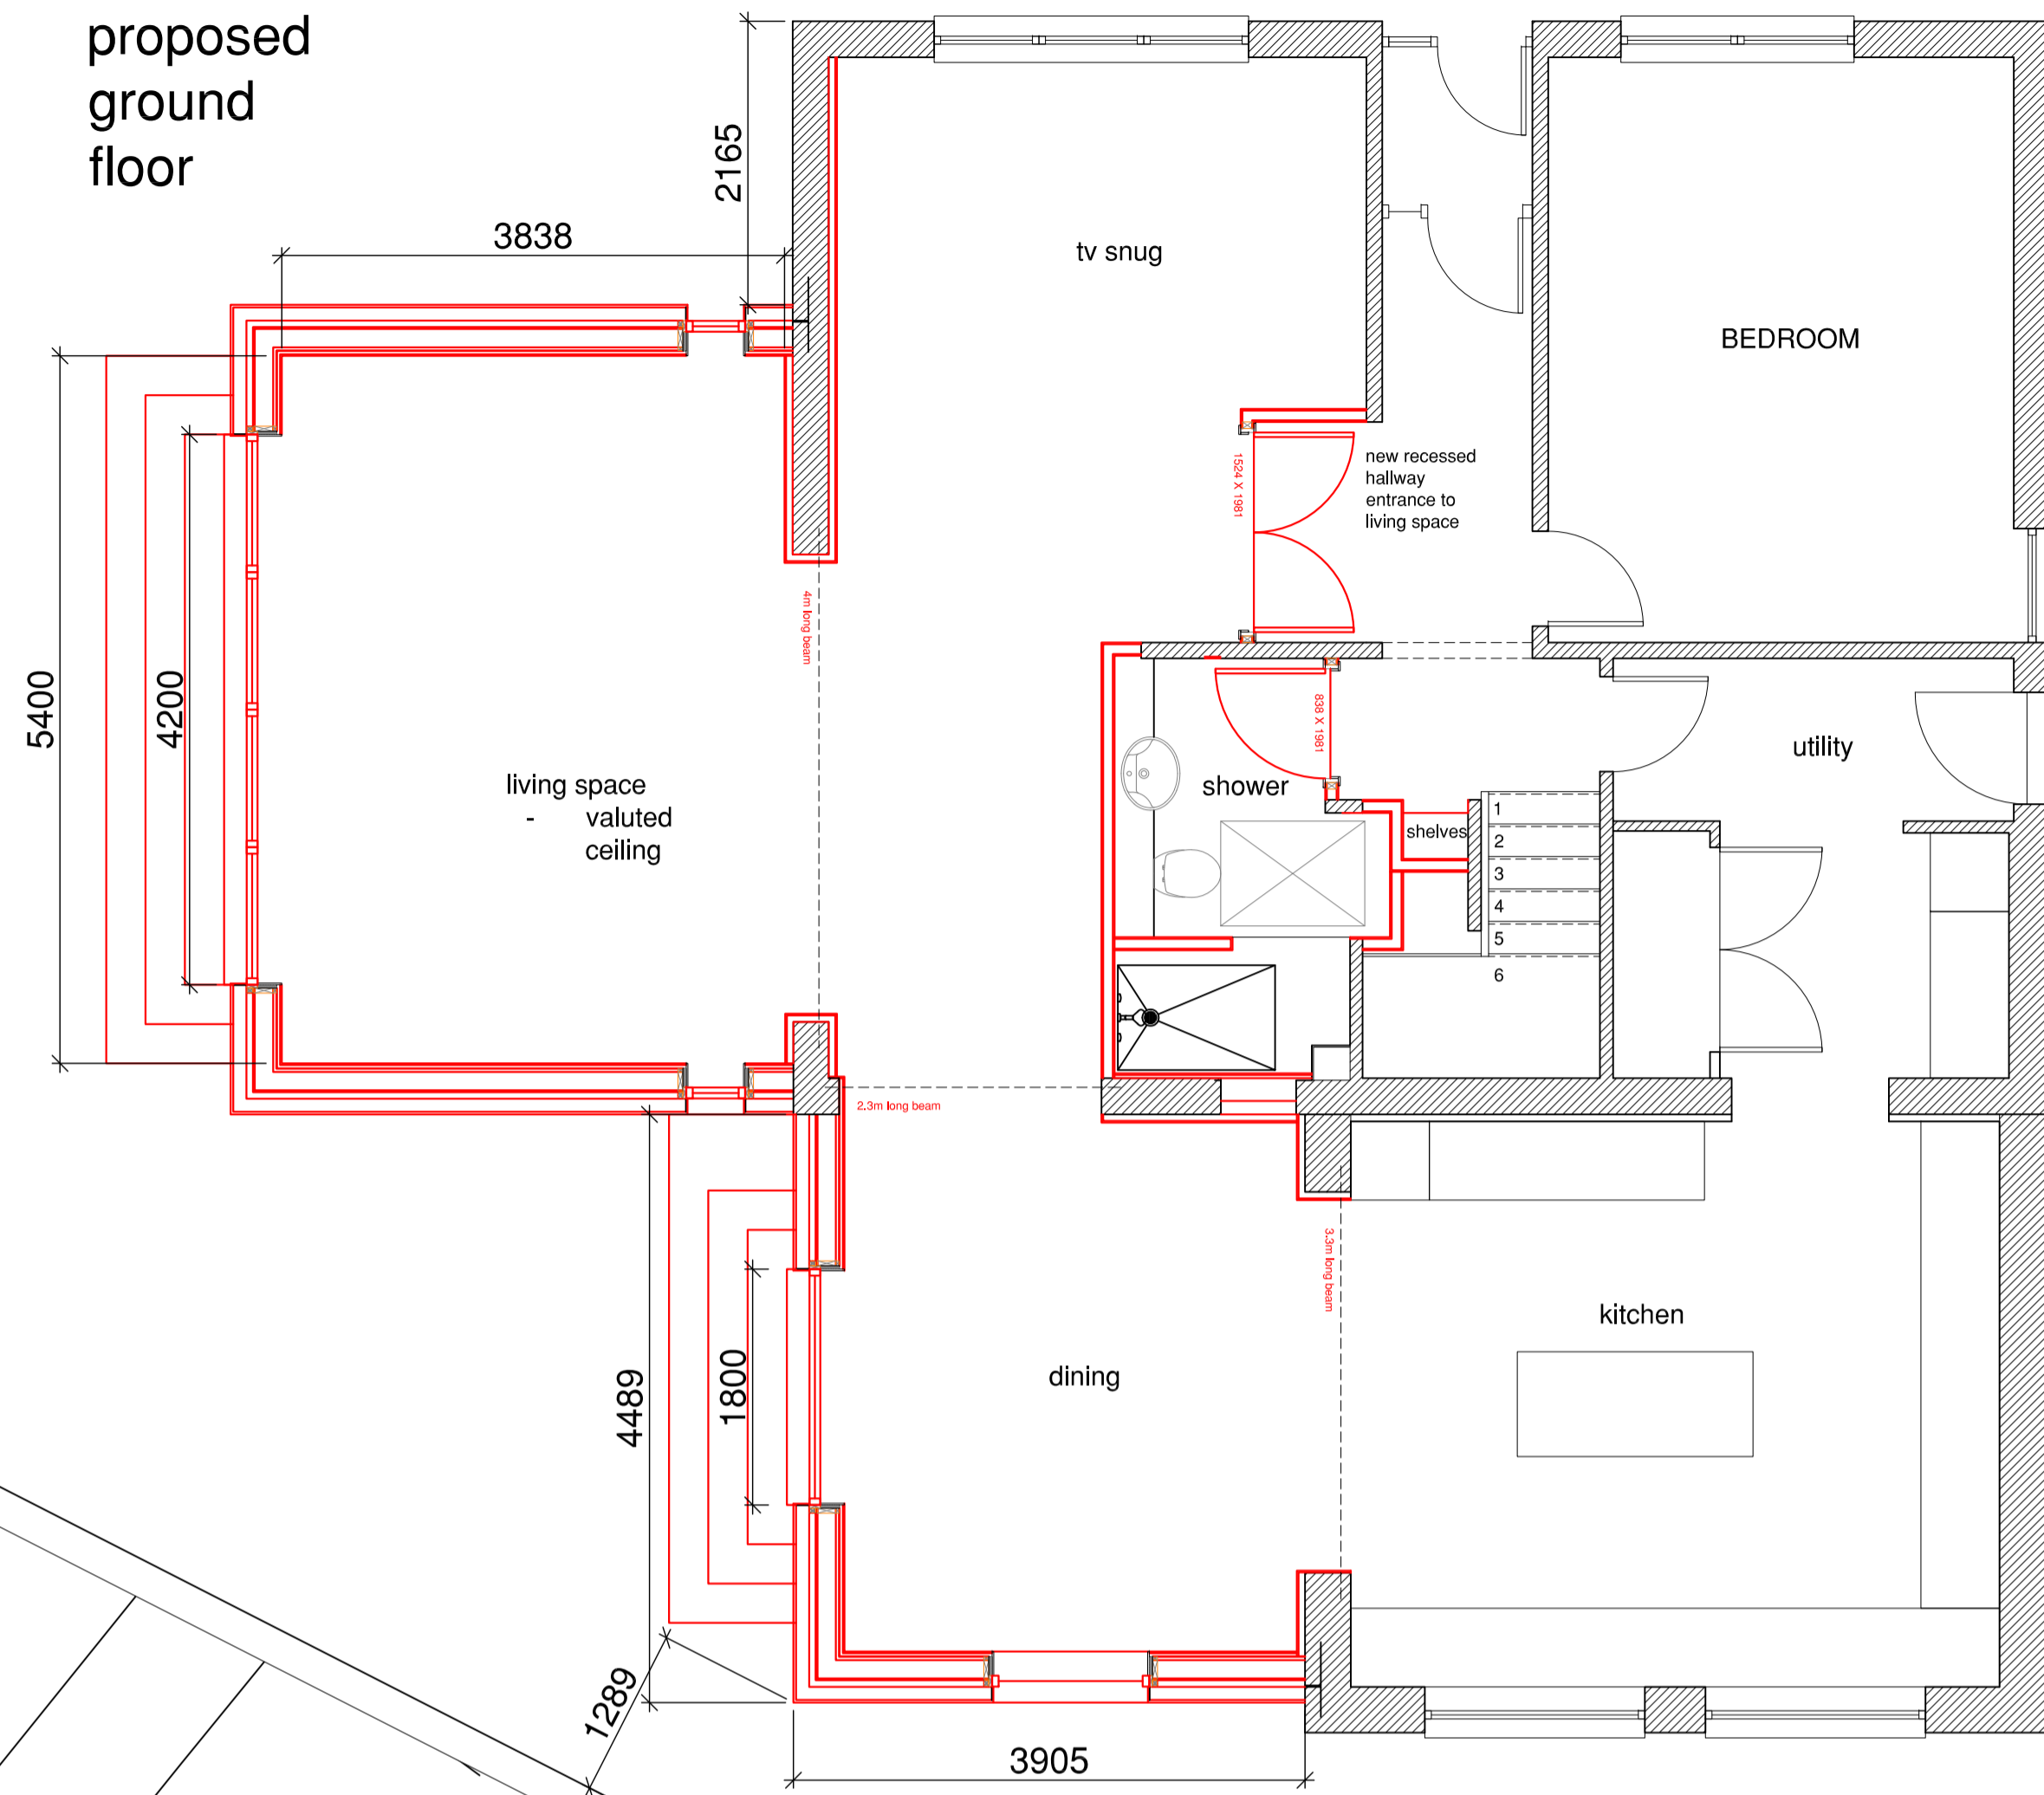 proposed
ground
floor
2165
3838
tv snug
BEDROOM
1524 X 1981
new recessed
hallway
entrance to
living space
4m long beam
5400
4200
838 X 1981
utility
living space
- valuted
ceiling
shower
shelves
1
2
3
4
5
6
2.3m long beam
3.3m long beam
kitchen
dining
4489
1800
1289
3905